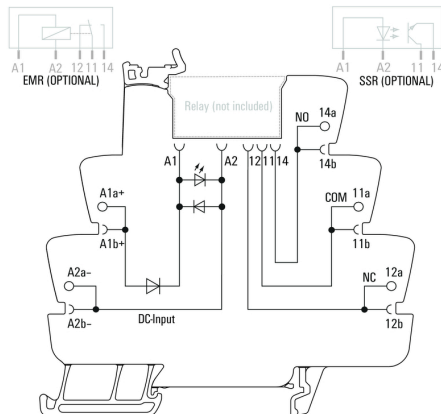 A1 A2 12 11 14
EMR (OPTIONAL)
A1 A2 11 14
SSR (OPTIONAL)
Relay (not included)
A1 A2 12 11 14
NO 14a
14b
A1a+
A1b+
COM 11a
11b
A2a–
A2b–
DC-Input
NC 12a
12b